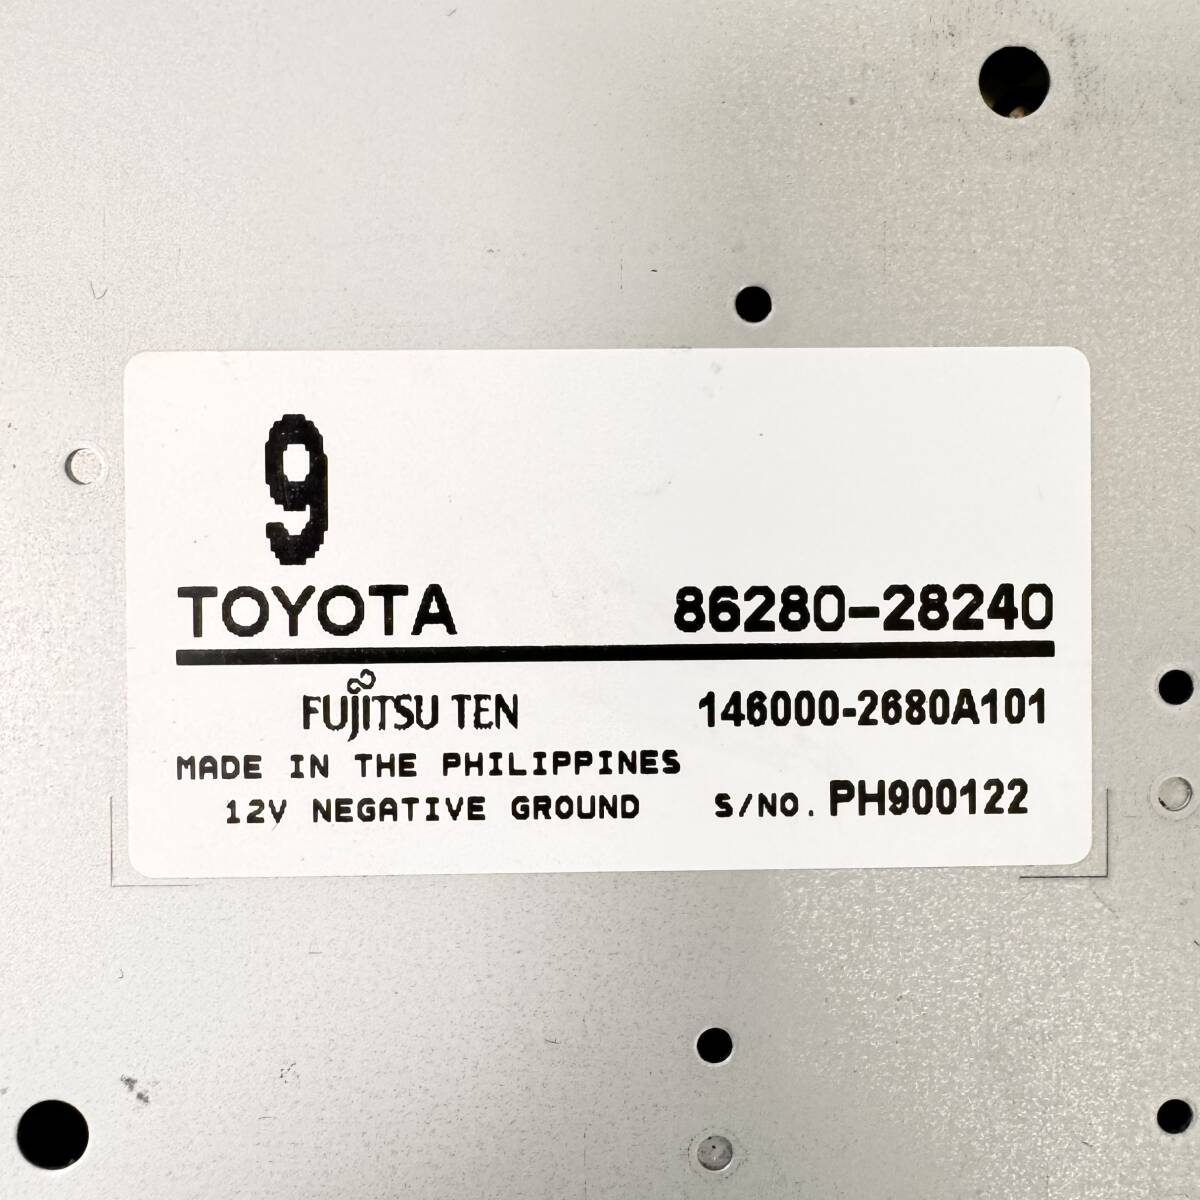 9
TOYOTA 86280-28240
FUJITSU TEN 146000-2680A101
MADE IN THE PHILIPPINES
12V NEGATIVE GROUND S/NO. PH900122